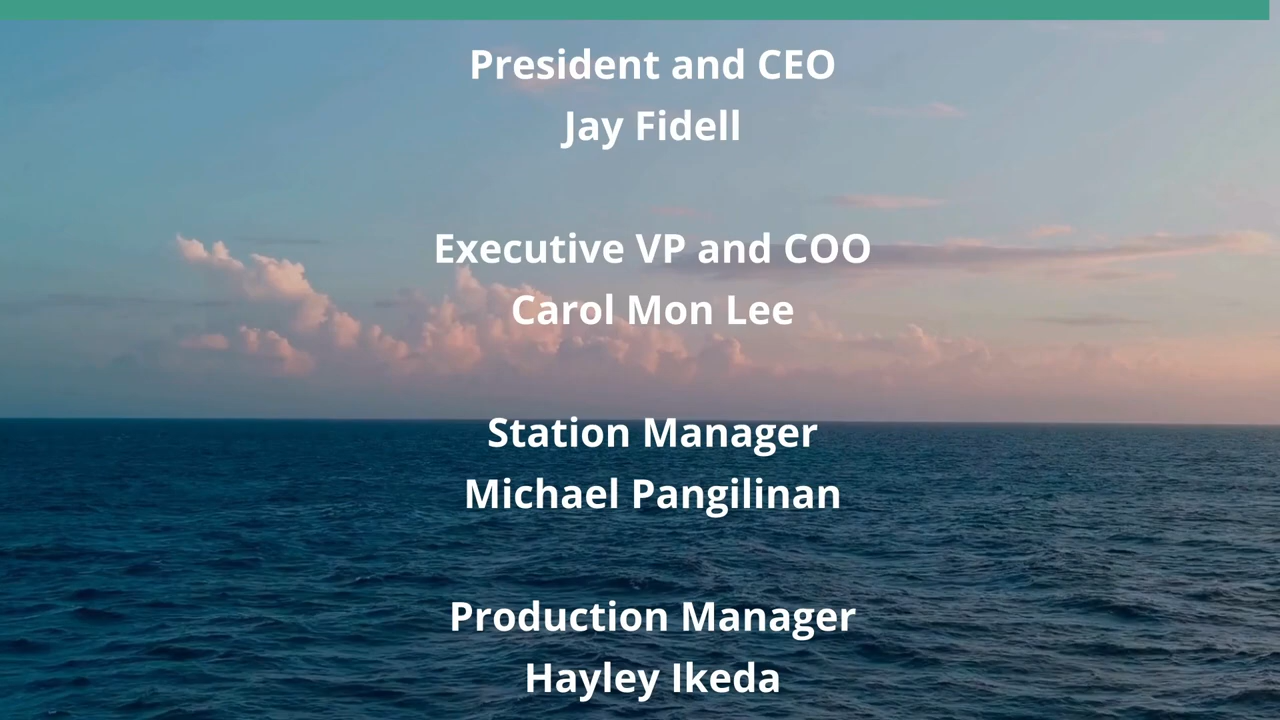 President and CEO
Jay Fidell
Executive VP and COO
Carol Mon Lee
Station Manager
Michael Pangilinan
Production Manager
Hayley Ikeda